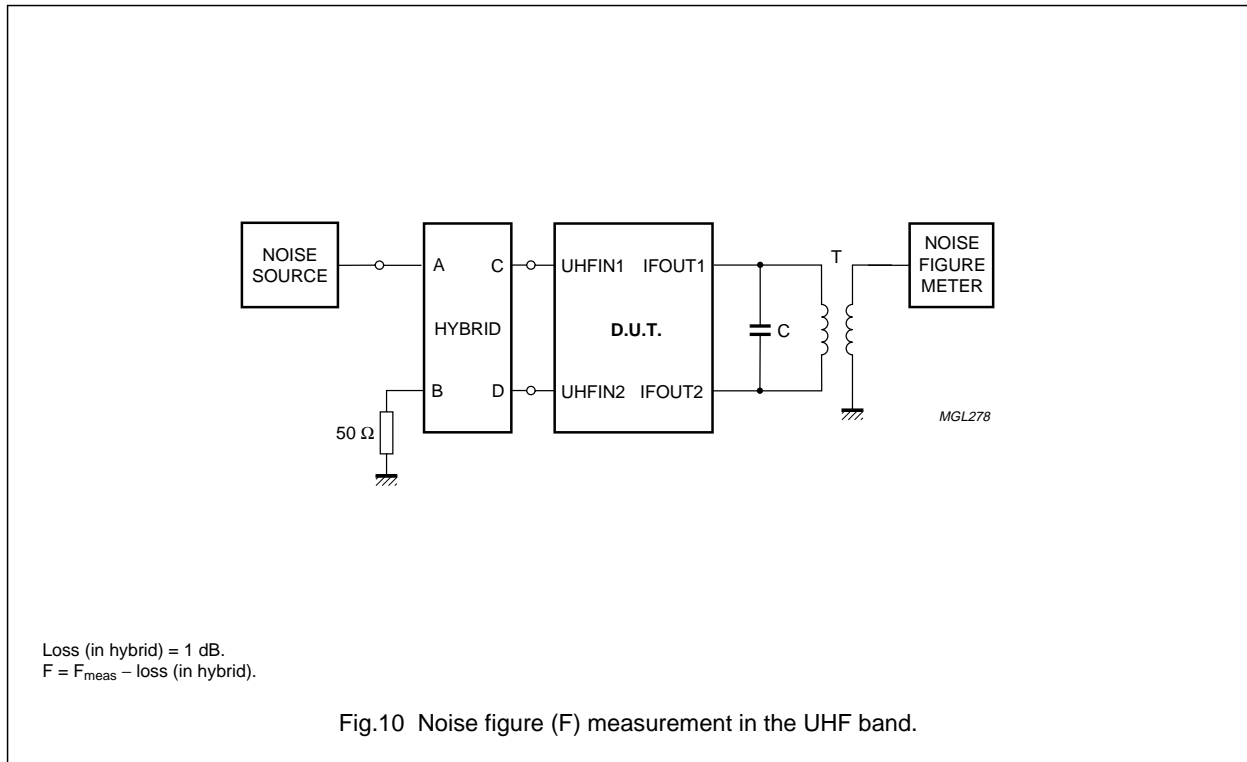 NOISE
SOURCE
A
C
HYBRID
B
D
50 Ω
UHFIN1
IFOUT1
D.U.T.
UHFIN2
IFOUT2
C
T
NOISE
FIGURE
METER
MGL278
Loss (in hybrid) = 1 dB.
F = Fmeas − loss (in hybrid).
Fig.10 Noise figure (F) measurement in the UHF band.